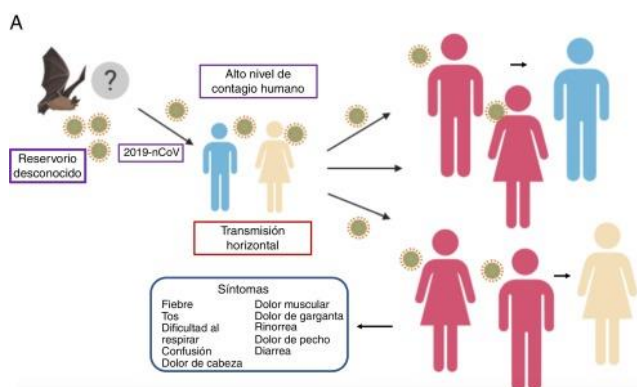 A
?
Alto nivel de
contagio humano
Reservorio
desconocido
2019-nCoV
Transmisión
horizontal
Síntomas
Fiebre
Tos
Dificultad al
respirar
Confusión
Dolor de cabeza
Dolor muscular
Dolor de garganta
Rinorrea
Dolor de pecho
Diarrea